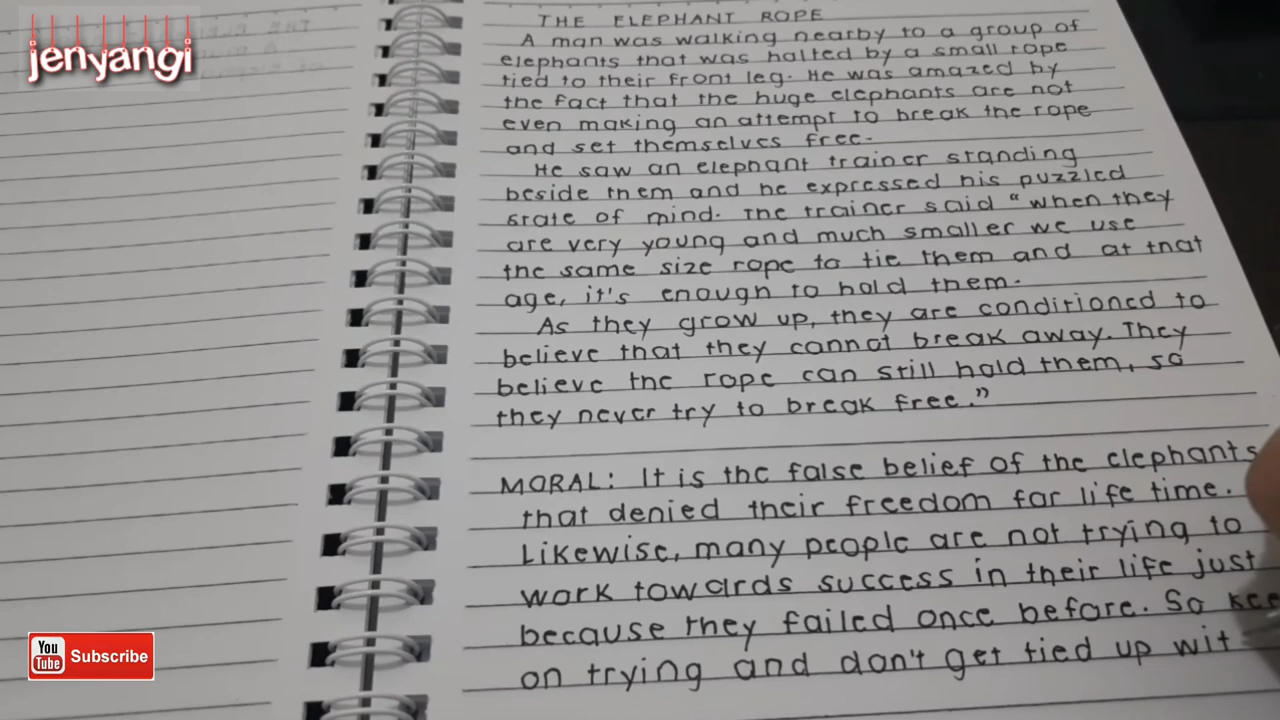 jenyangi
THE ELEPHANT ROPE
A man was walking nearby to a group of
elephants that was halted by a small rope
tied to their front leg. He was amazed by
the fact that the huge elephants are not
even making an attempt to break the rope
and set themselves free.
He saw an elephant trainer standing
beside them and he expressed his puzzled
state of mind. The trainer said "when they
are very young and much smaller we use
the same size rope to tie them and at that
age, it's enough to hold them.
As they grow up, they are conditioned to
believe that they cannot break away. They
believe the rope can still hold them, so
they never try to break free."
MORAL: It is the false belief of the elephants
that denied their freedom for life time.
Likewise, many people are not trying to
work towards success in their life just
because they failed once before. So kee
on trying and don't get tied up wit
You Tube Subscribe